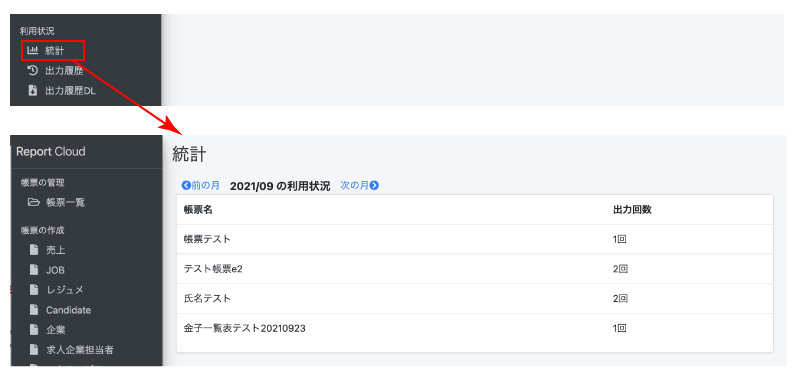 利用状況
統計
出力履歴
出力履歴DL
Report Cloud
帳票の管理
帳票一覧
帳票の作成
売上
JOB
レジュメ
Candidate
企業
求人企業担当者
統計
前の月 2021/09 の利用状況 次の月
帳票名 出力回数
帳票テスト 1回
テスト帳票e2 2回
氏名テスト 2回
金子一覧表テスト20210923 1回